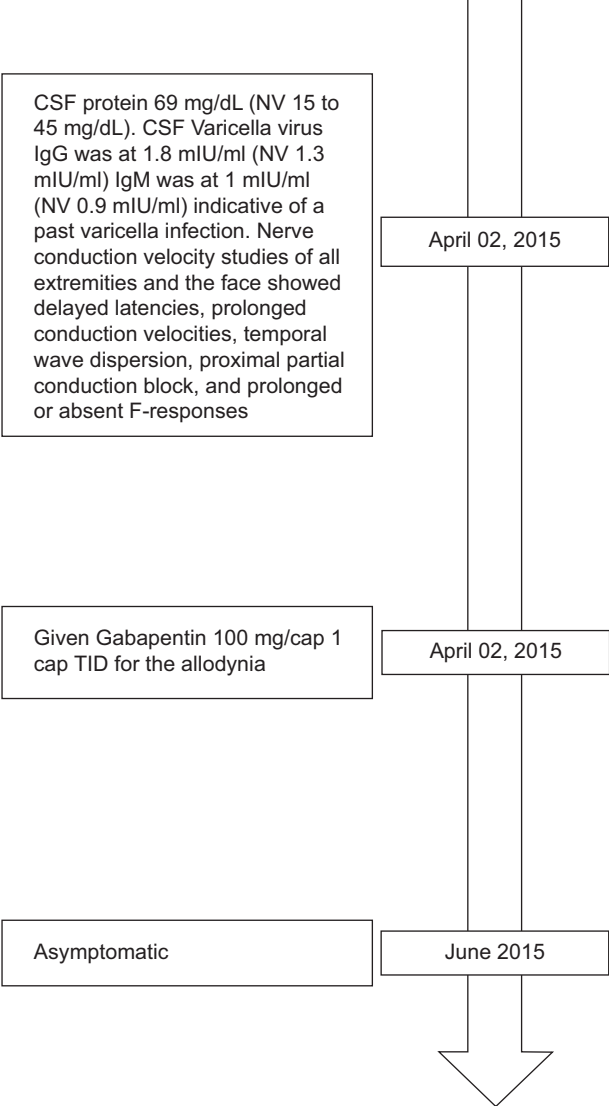 CSF protein 69 mg/dL (NV 15 to
45 mg/dL). CSF Varicella virus
IgG was at 1.8 mIU/ml (NV 1.3
mIU/ml) IgM was at 1 mIU/ml
(NV 0.9 mIU/ml) indicative of a
past varicella infection. Nerve
conduction velocity studies of all
extremities and the face showed
delayed latencies, prolonged
conduction velocities, temporal
wave dispersion, proximal partial
conduction block, and prolonged
or absent F-responses
April 02, 2015
Given Gabapentin 100 mg/cap 1
cap TID for the allodynia
April 02, 2015
Asymptomatic
June 2015